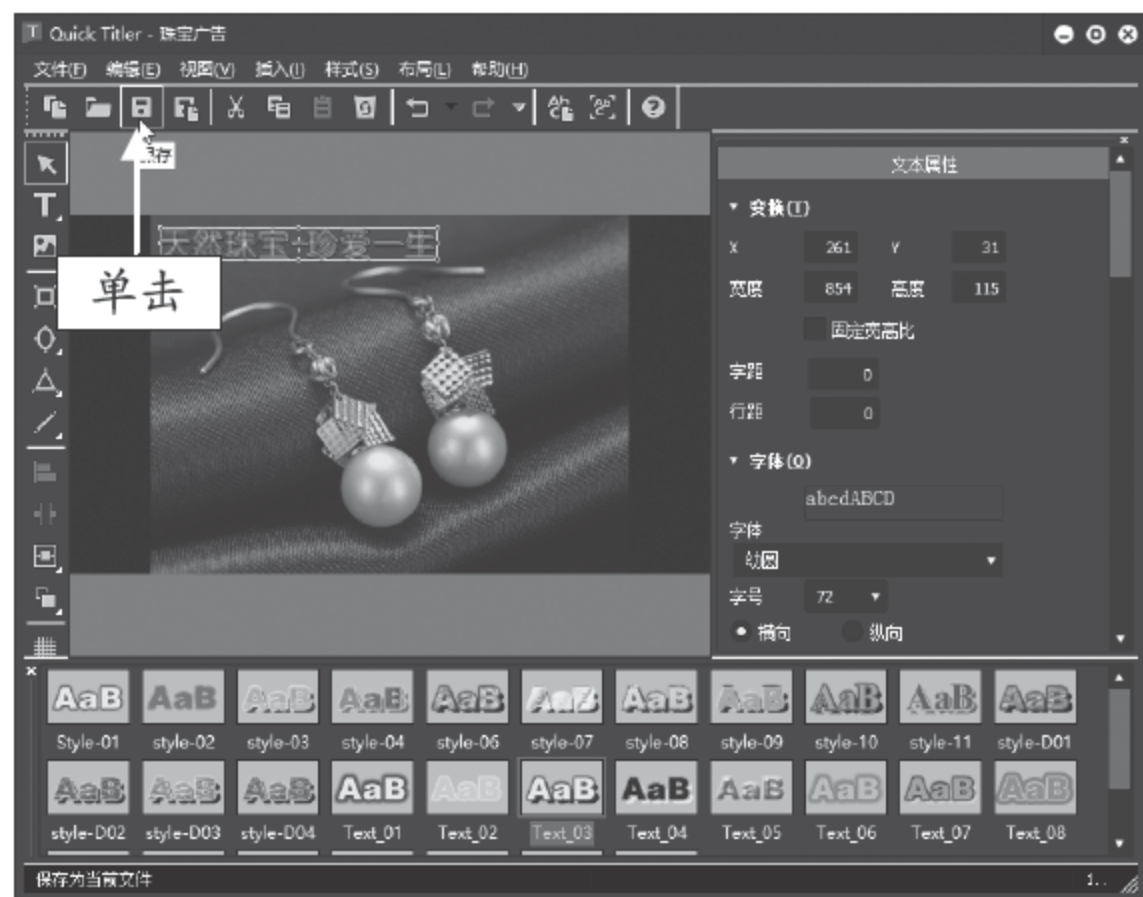 Quick Titler - 珠宝广告
文件(F) 编辑(E) 视图(V) 插入(I) 样式(S) 布局(L) 帮助(H)
保存
单击
天然珠宝·珍爱一生
文本属性
变换(T)
X 261 Y 31
宽度 854 高度 115
固定宽高比
字距 0
行距 0
字体(O)
abcdABCD
字体
幼圆
字号 72
横向 纵向
AaB AaB AaB AaB AaB AaB AaB AaB AaB AaB AaB
Style-01 style-02 style-03 style-04 style-06 style-07 style-08 style-09 style-10 style-11 style-D01
AaB AaB AaB AaB AaB AaB AaB AaB AaB AaB AaB
style-D02 style-D03 style-D04 Text_01 Text_02 Text_03 Text_04 Text_05 Text_06 Text_07 Text_08
保存为当前文件 1..